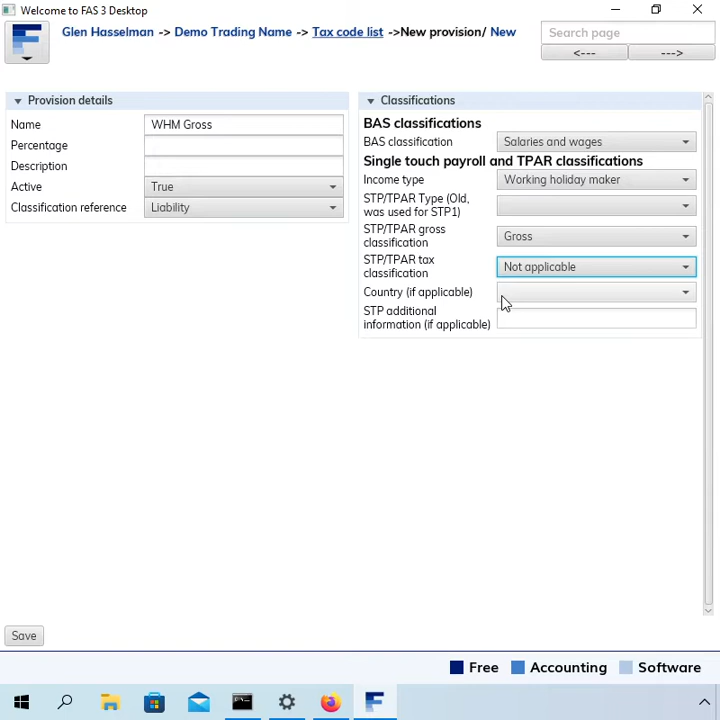 Welcome to FAS 3 Desktop
Glen Hasselman -> Demo Trading Name -> Tax code list ->New provision/ New
Search page
<---
--->
Provision details
Name
WHM Gross
Percentage
Description
Active
True
Classification reference
Liability
Classifications
BAS classifications
BAS classification
Salaries and wages
Single touch payroll and TPAR classifications
Income type
Working holiday maker
STP/TPAR Type (Old,
was used for STP1)
STP/TPAR gross
classification
Gross
STP/TPAR tax
classification
Not applicable
Country (if applicable)
STP additional
information (if applicable)
Save
Free
Accounting
Software